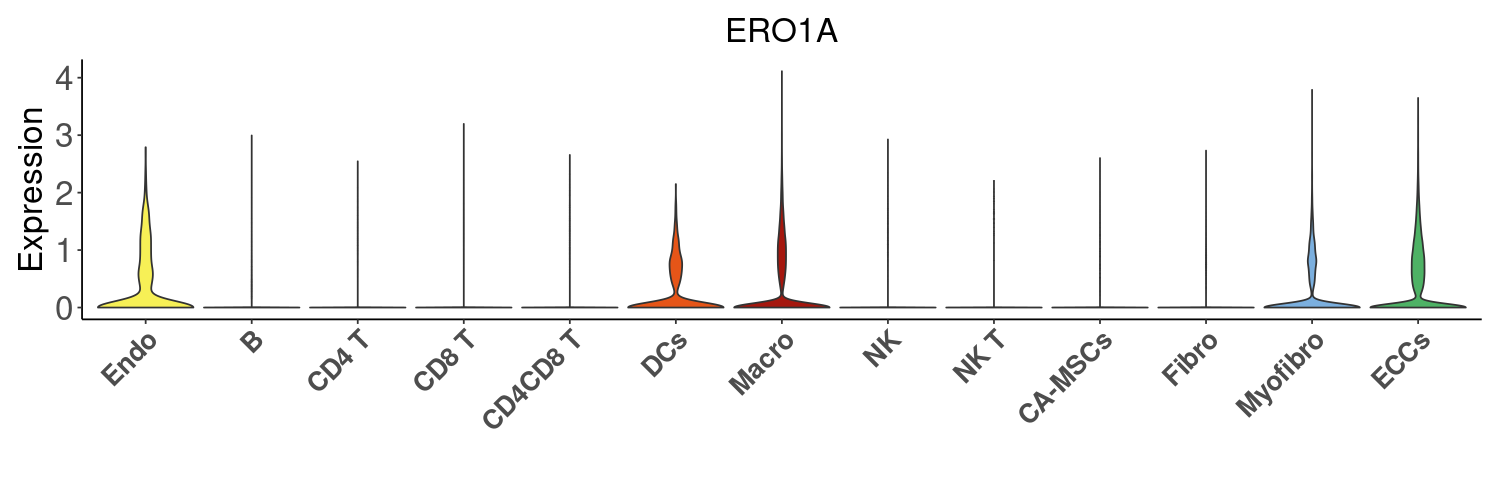 ERO1A
Expression
4
3
2
1
0
Endo
B
CD4 T
CD8 T
CD4CD8 T
DCs
Macro
NK
NK T
CA-MSCs
Fibro
Myofibro
ECCs